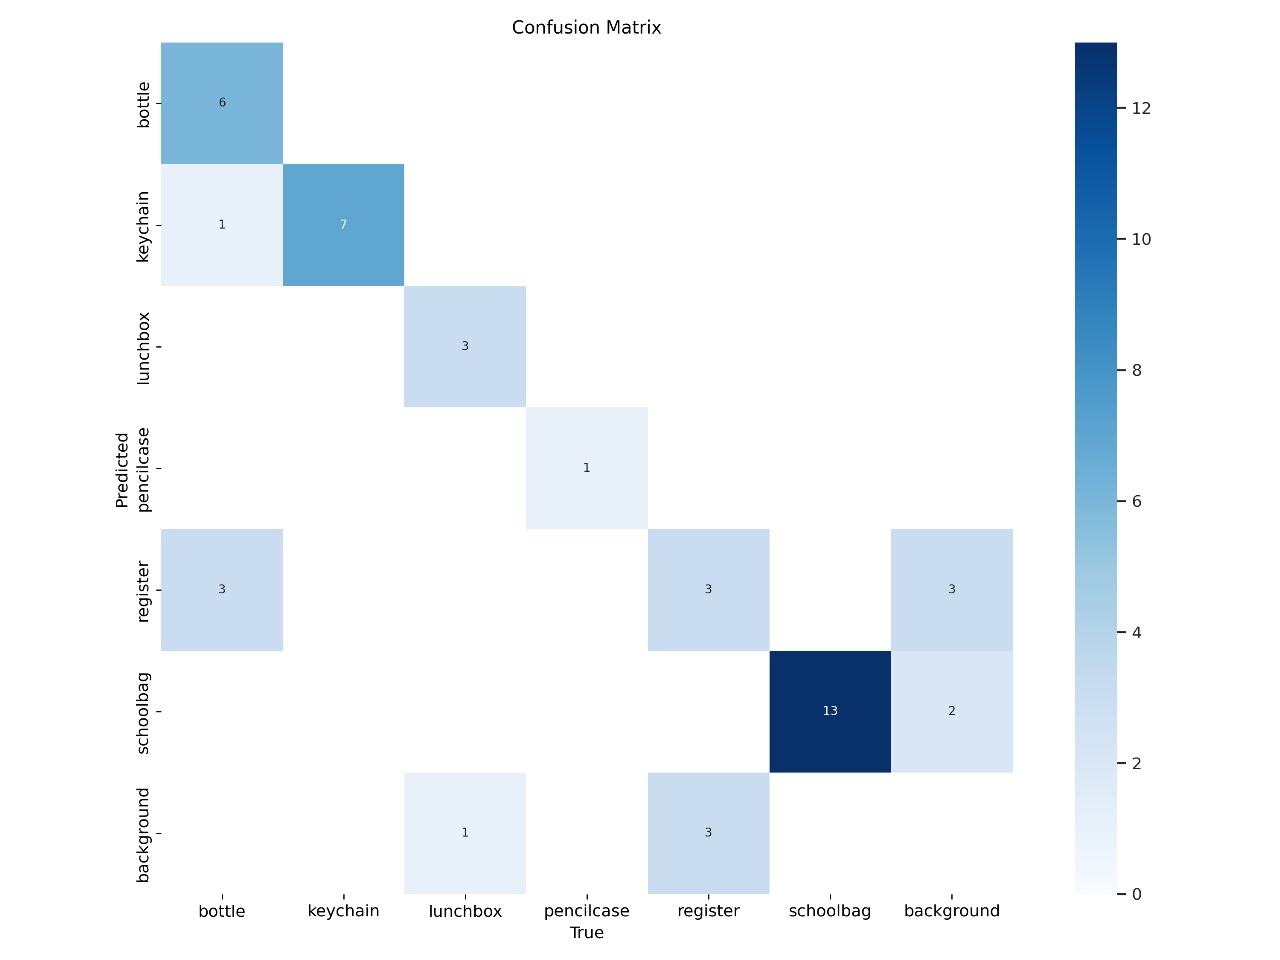 Confusion Matrix
bottle
6
keychain
1 7
lunchbox
3
Predicted
pencilcase
1
register
3 3 3
schoolbag
13 2
background
1 3
bottle keychain lunchbox pencilcase register schoolbag background
True
12
10
8
6
4
2
0